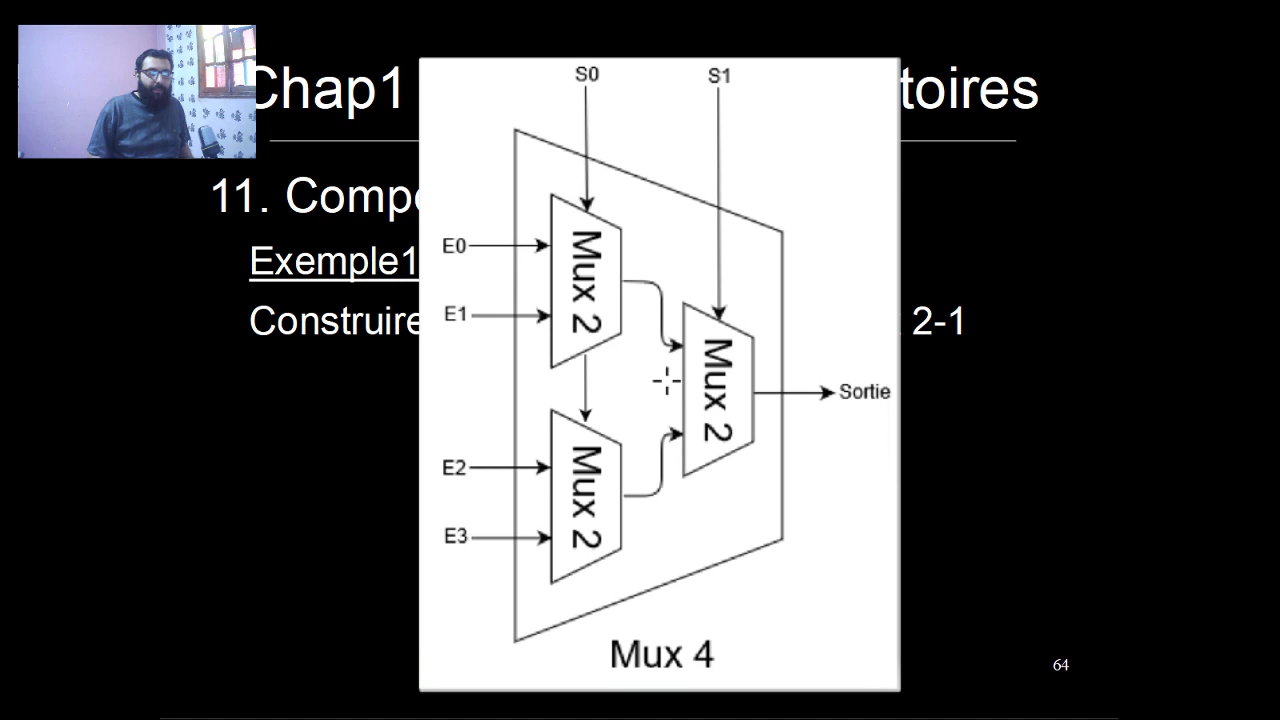 Chap1 toires
11. Comp
Exemple1
Construire 2-1
S0 S1
E0
E1
E2
E3
Mux 2
Mux 2
Mux 2
Sortie
Mux 4
64